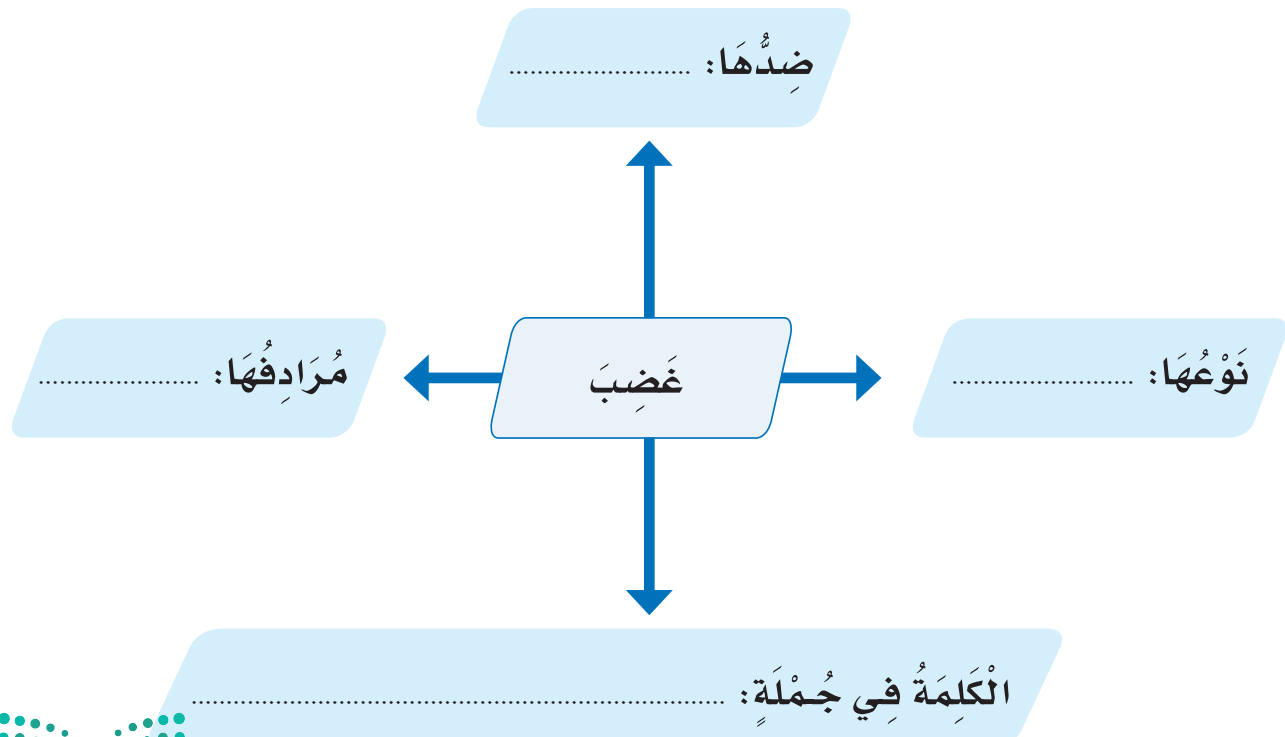 ضِدُّهَا: ..........................
نَوْعُهَا: ..........................
غَضِبَ
مُرَادِفُهَا: .......................
الْكَلِمَةُ فِي جُمْلَةٍ: ............................................................................